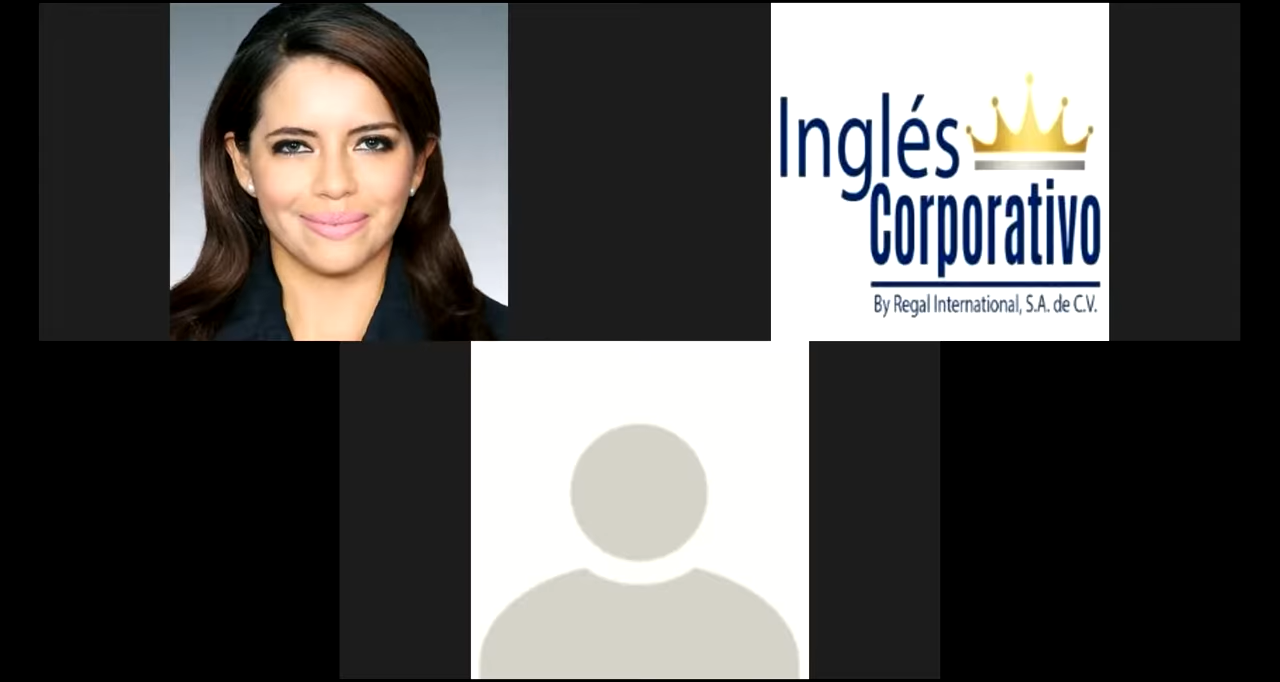 Inglés
Corporativo
By Regal International, S.A. de C.V.